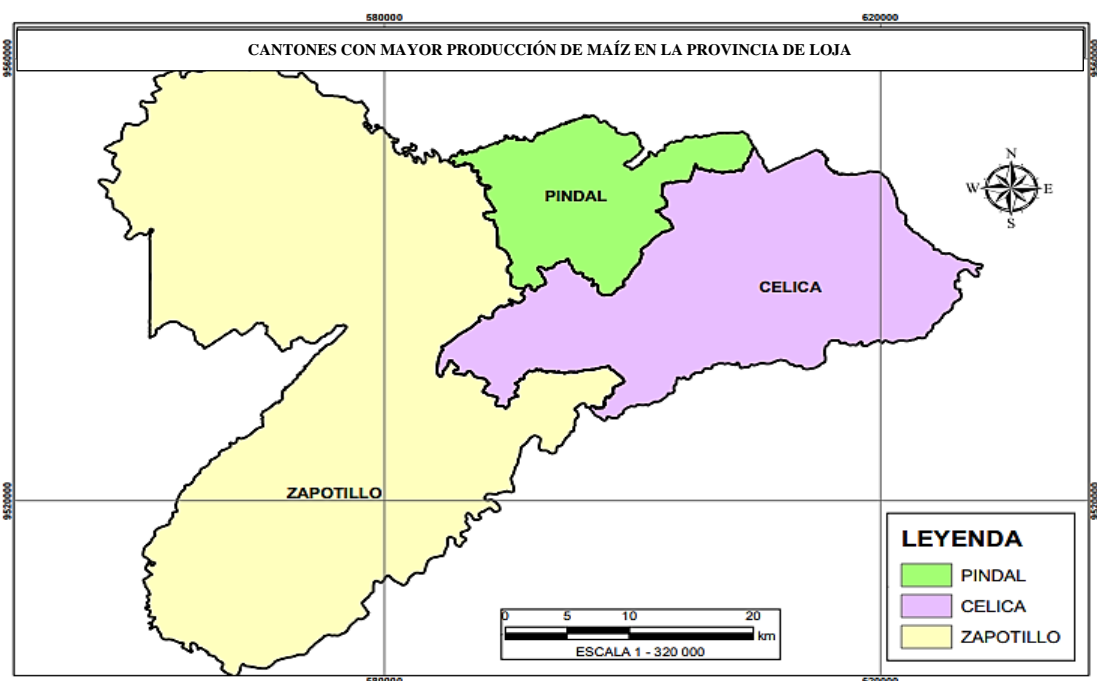 580000 620000
CANTONES CON MAYOR PRODUCCIÓN DE MAÍZ EN LA PROVINCIA DE LOJA
9560000 9560000
N
W E
S
PINDAL
CELICA
ZAPOTILLO
9520000 9520000
LEYENDA
PINDAL
CELICA
ZAPOTILLO
0 5 10 20
km
ESCALA 1 - 320 000
580000 620000